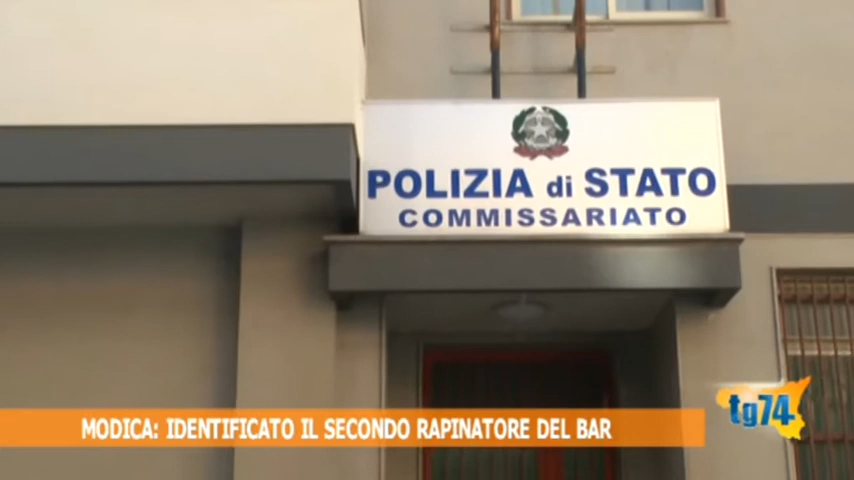 POLIZIA di STATO
COMMISSARIATO
MODICA: IDENTIFICATO IL SECONDO RAPINATORE DEL BAR
tg74